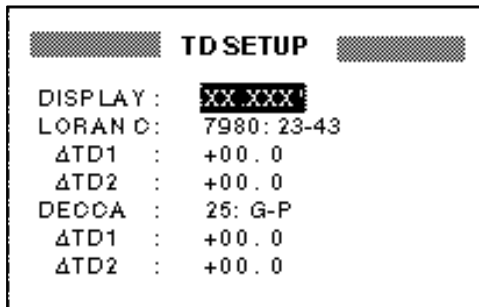 TD SETUP
DISPLAY : XX.XXX'
LORAN C: 7980: 23-43
ΔTD1 : +00.0
ΔTD2 : +00.0
DECCA : 25: G-P
ΔTD1 : +00.0
ΔTD2 : +00.0